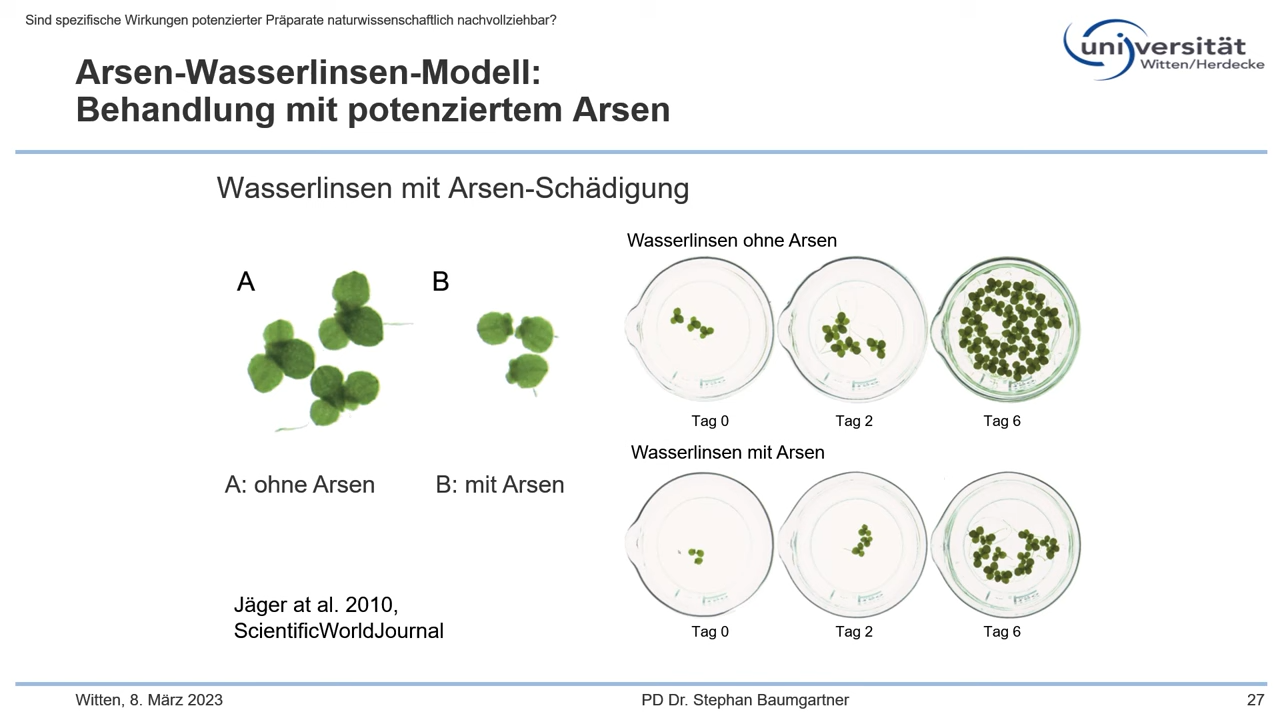 Sind spezifische Wirkungen potenzierter Präparate naturwissenschaftlich nachvollziehbar?
universität
Witten/Herdecke
Arsen-Wasserlinsen-Modell:
Behandlung mit potenziertem Arsen
Wasserlinsen mit Arsen-Schädigung
A
B
A: ohne Arsen
B: mit Arsen
Wasserlinsen ohne Arsen
Tag 0
Tag 2
Tag 6
Wasserlinsen mit Arsen
Tag 0
Tag 2
Tag 6
Jäger at al. 2010,
ScientificWorldJournal
Witten, 8. März 2023
PD Dr. Stephan Baumgartner
27